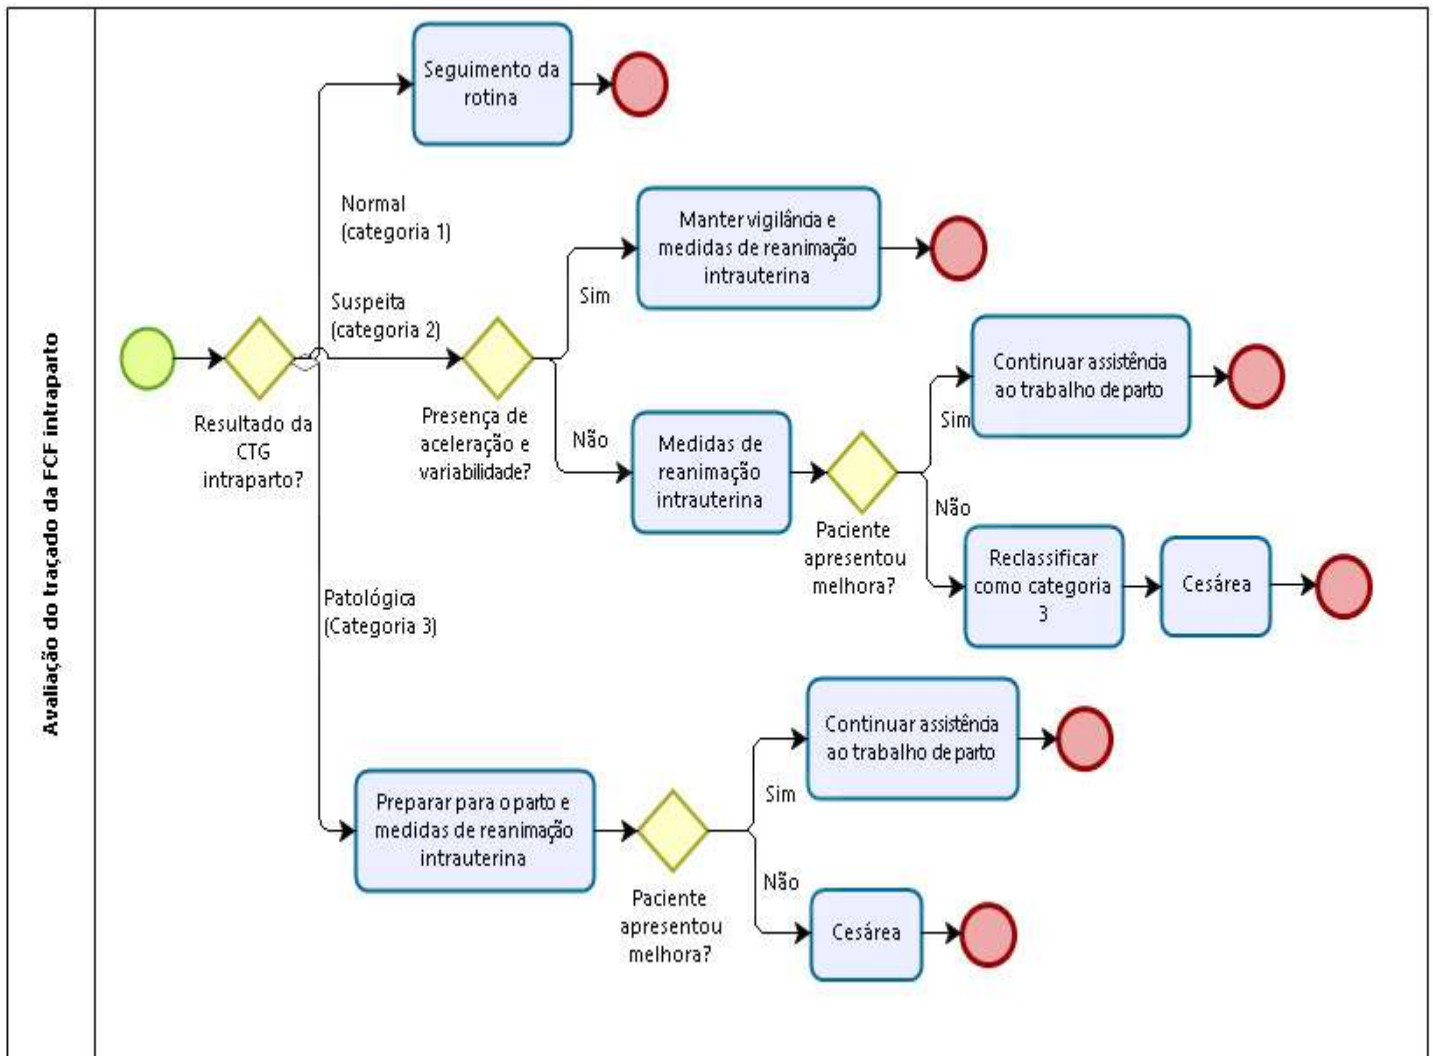 Avaliação do traçado da FCF intraparto
Seguimento da
rotina
Normal
(categoria 1)
Suspeita
(categoria 2)
Resultado da
CTG
intraparto?
Presença de
aceleração e
variabilidade?
Sim
Manter vigilância e
medidas de reanimação
intrauterina
Não
Medidas de
reanimação
intrauterina
Paciente
apresentou
melhora?
Sim
Continuar assistência
ao trabalho de parto
Não
Reclassificar
como categoria
3
Cesárea
Patológica
(Categoria 3)
Preparar para o parto e
medidas de reanimação
intrauterina
Paciente
apresentou
melhora?
Sim
Continuar assistência
ao trabalho de parto
Não
Cesárea